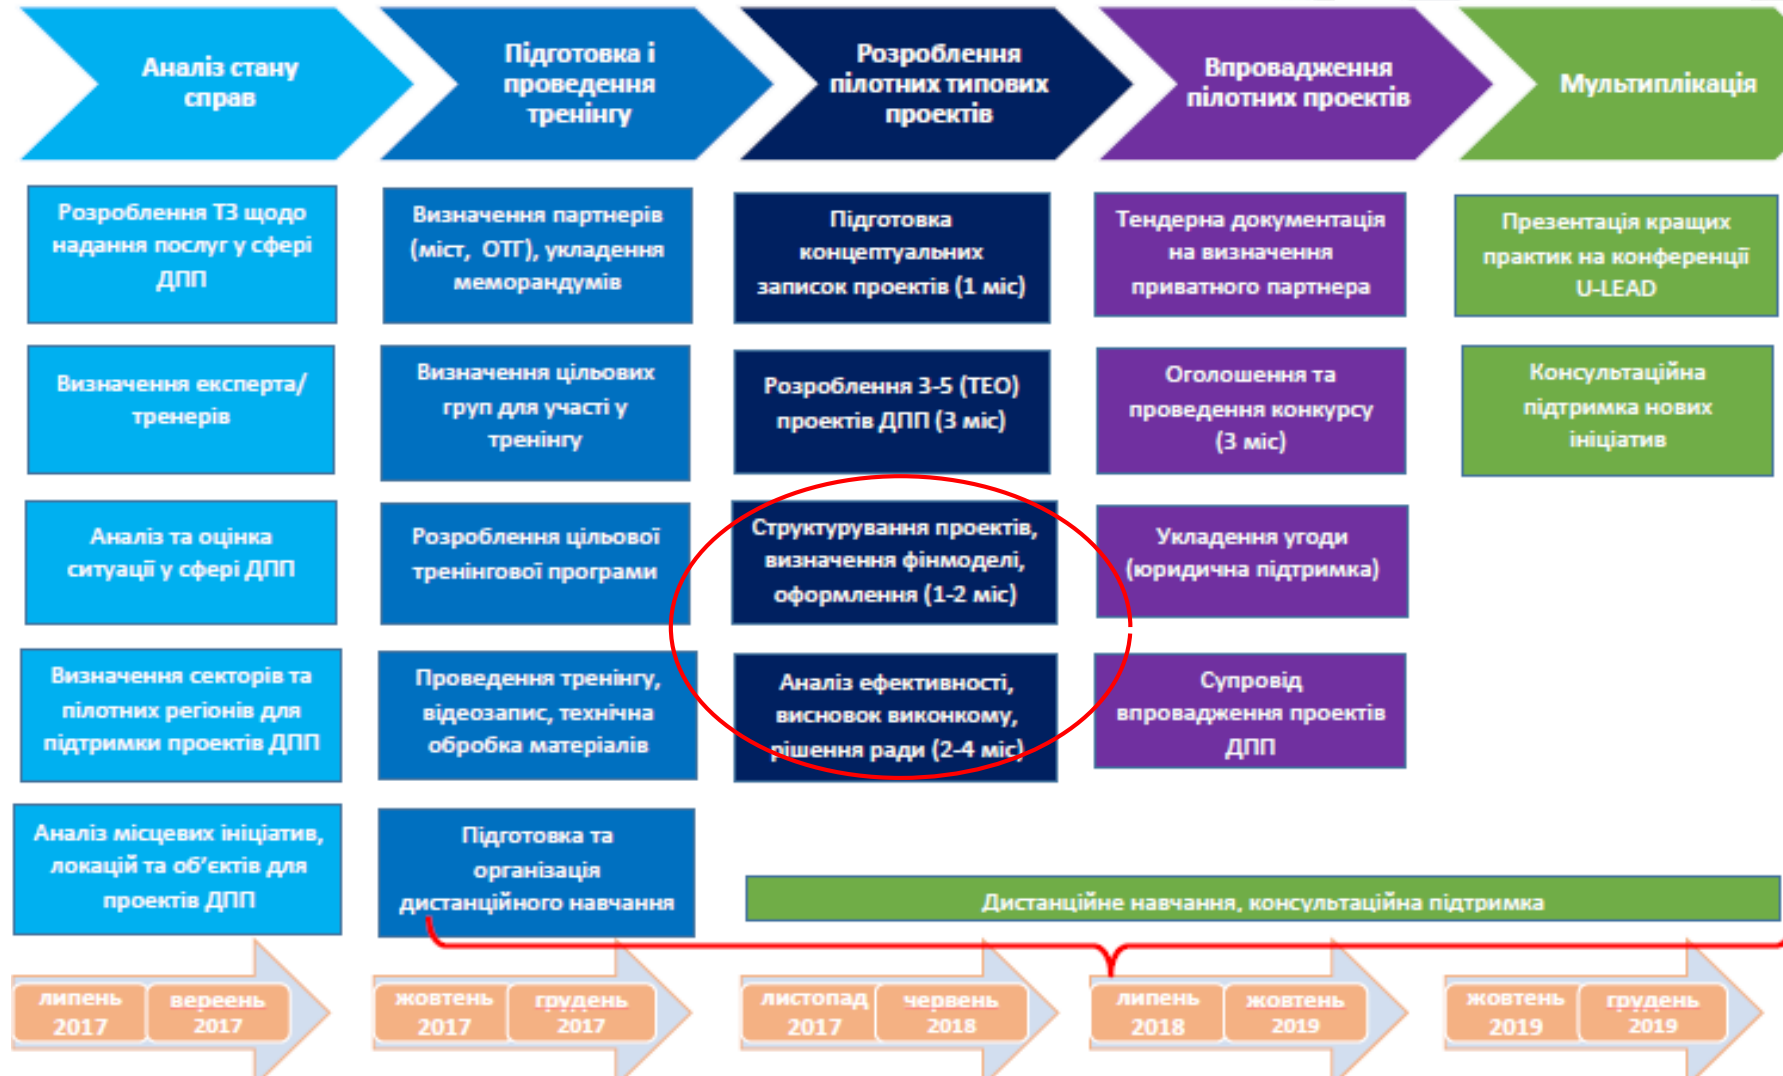 Аналіз стану
справ
Підготовка і
проведення
тренінгу
Розроблення
пілотних типових
проектів
Впровадження
пілотних проектів
Мультиплікація
Розроблення ТЗ щодо
надання послуг у сфері
ДПП
Визначення експерта/
тренерів
Аналіз та оцінка
ситуації у сфері ДПП
Визначення секторів та
пілотних регіонів для
підтримки проектів ДПП
Аналіз місцевих ініціатив,
локацій та об’єктів для
проектів ДПП
Визначення партнерів
(міст, ОТГ), укладення
меморандумів
Визначення цільових
груп для участі у
тренінгу
Розроблення цільової
тренінгової програми
Проведення тренінгу,
відеозапис, технічна
обробка матеріалів
Підготовка та
організація
дистанційного навчання
Підготовка
концептуальних
записок проектів (1 міс)
Розроблення 3-5 (ТЕО)
проектів ДПП (3 міс)
Структурування проектів,
визначення фінмоделі,
оформлення (1-2 міс)
Аналіз ефективності,
висновок виконкому,
рішення ради (2-4 міс)
Тендерна документація
на визначення
приватного партнера
Оголошення та
проведення конкурсу
(3 міс)
Укладення угоди
(юридична підтримка)
Супровід
впровадження проектів
ДПП
Презентація кращих
практик на конференції
U-LEAD
Консультаційна
підтримка нових
ініціатив
Дистанційне навчання, консультаційна підтримка
липень
2017
вереень
2017
жовтень
2017
грудень
2017
листопад
2017
червень
2018
липень
2018
жовтень
2019
жовтень
2019
грудень
2019